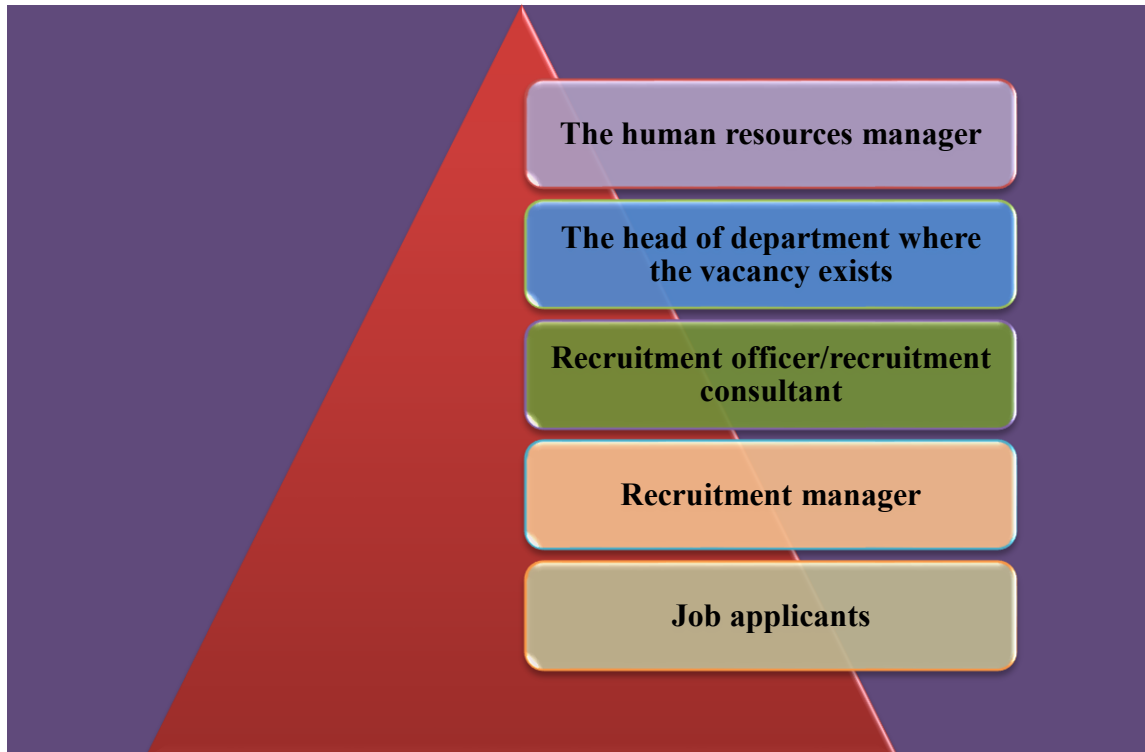 The human resources manager
The head of department where
the vacancy exists
Recruitment officer/recruitment
consultant
Recruitment manager
Job applicants